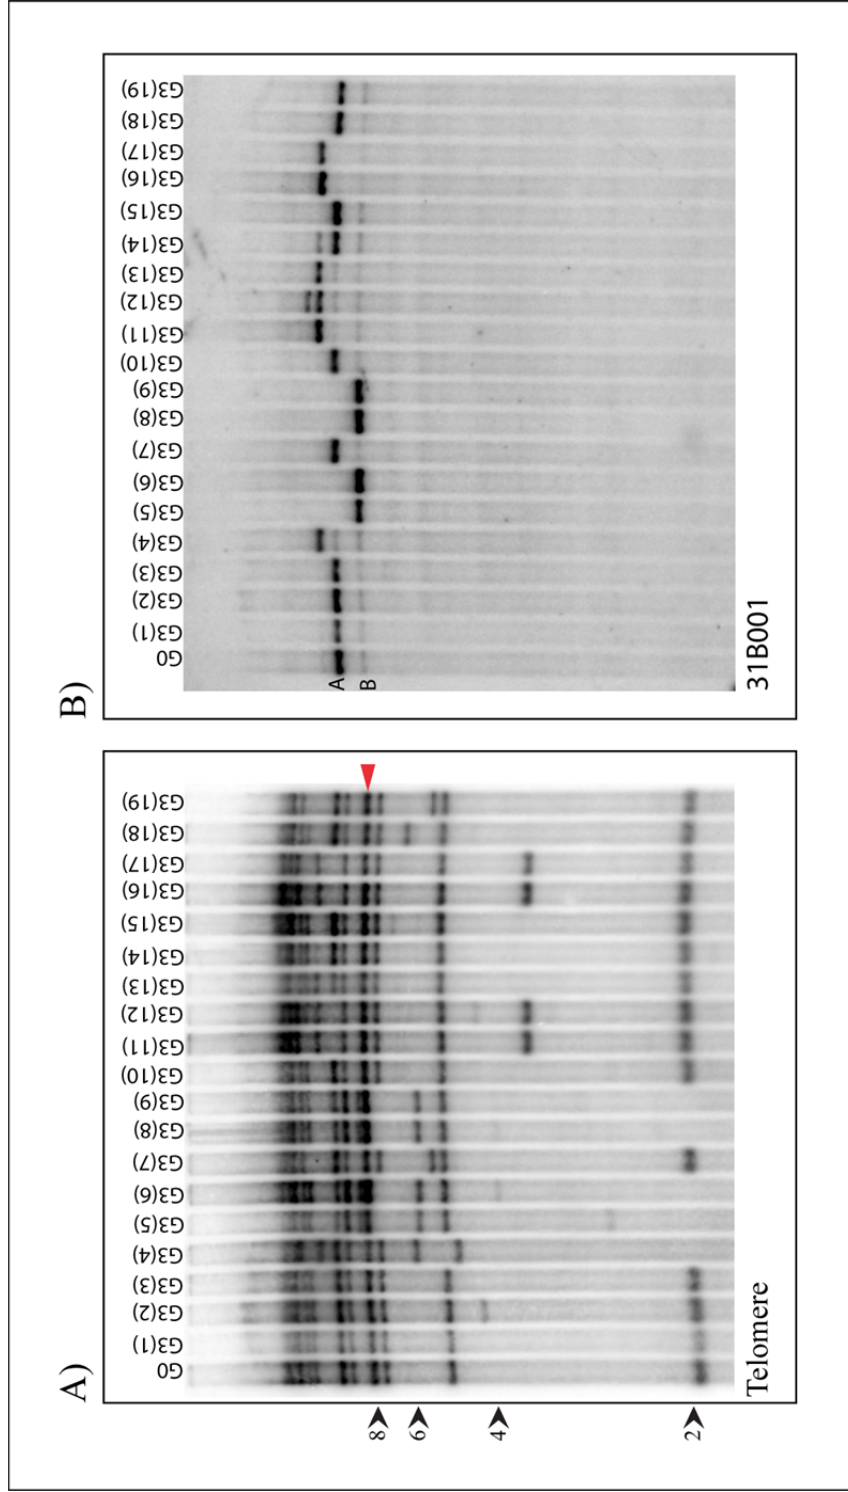 A)
G0
G3(1)
G3(2)
G3(3)
G3(4)
G3(5)
G3(6)
G3(7)
G3(8)
G3(9)
G3(10)
G3(11)
G3(12)
G3(13)
G3(14)
G3(15)
G3(16)
G3(17)
G3(18)
G3(19)
8
6
4
2
Telomere
B)
G0
G3(1)
G3(2)
G3(3)
G3(4)
G3(5)
G3(6)
G3(7)
G3(8)
G3(9)
G3(10)
G3(11)
G3(12)
G3(13)
G3(14)
G3(15)
G3(16)
G3(17)
G3(18)
G3(19)
A
B
31B001